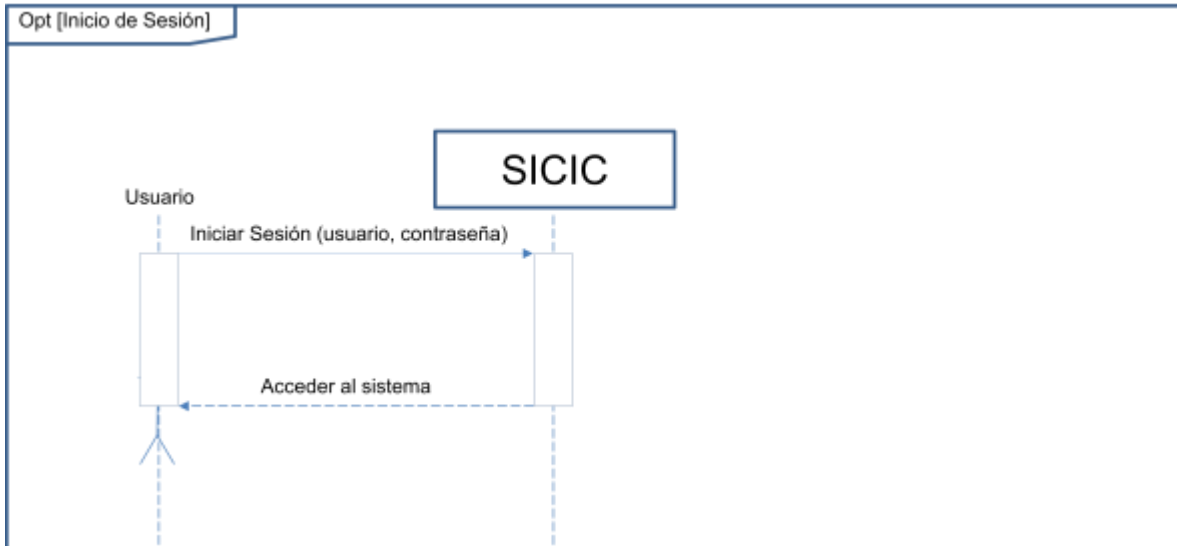 Opt [Inicio de Sesión]
SICIC
Usuario
Iniciar Sesión (usuario, contraseña)
Acceder al sistema